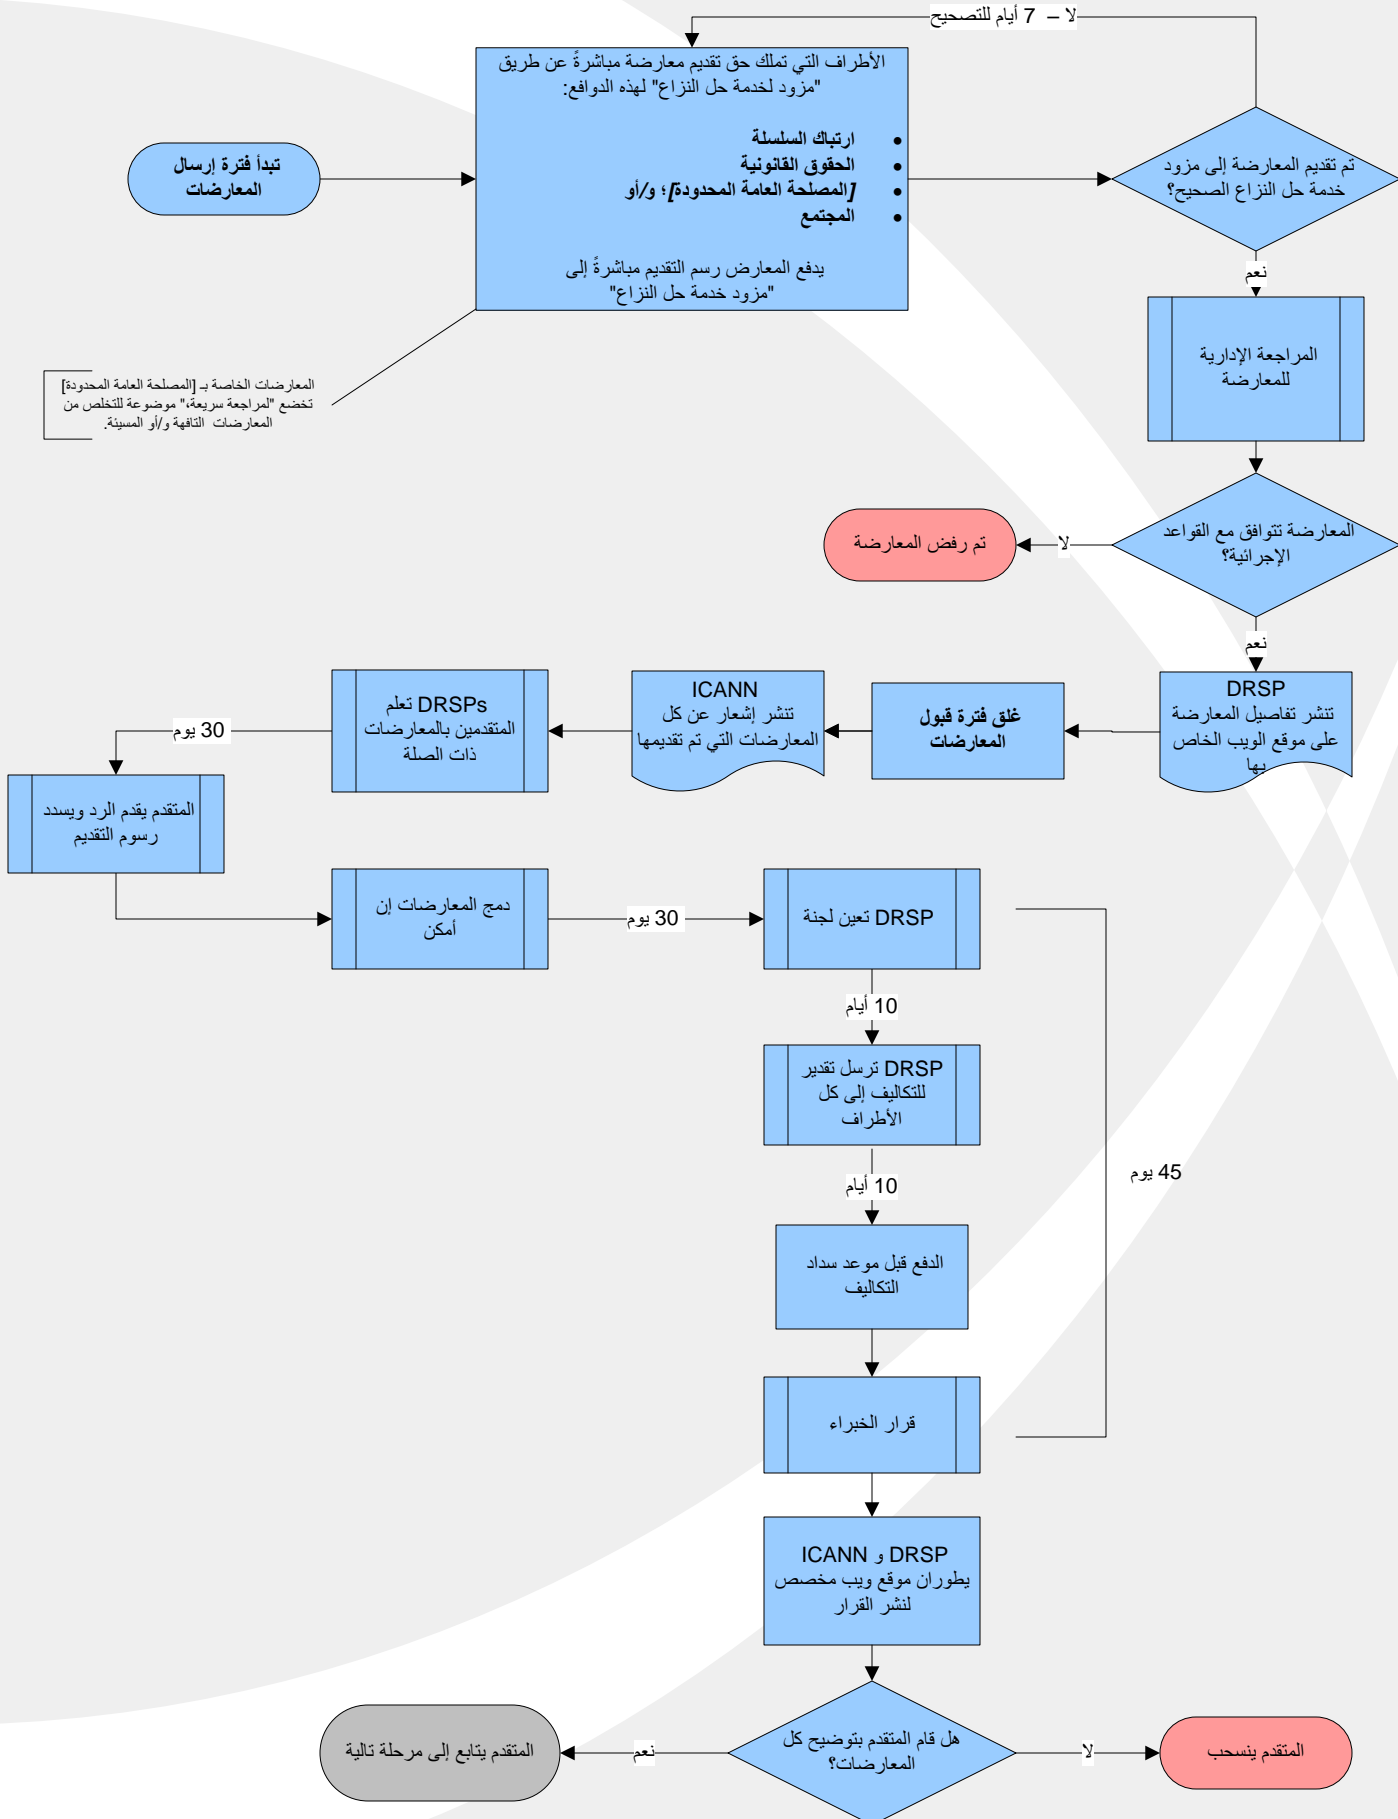 لا – 7 أيام للتصحيح
الأطراف التي تملك حق تقديم معارضة مباشرةً عن طريق
"مزود لخدمة حل النزاع" لهذه الدوافع:
• ارتباك السلسلة
• الحقوق القانونية
• [المصلحة العامة المحدودة]؛ و/أو
• المجتمع
يدفع المعارض رسم التقديم مباشرةً إلى
"مزود خدمة حل النزاع"
تبدأ فترة إرسال
المعارضات
تم تقديم المعارضة إلى مزود
خدمة حل النزاع الصحيح؟
نعم
المعارضات الخاصة بـ [المصلحة العامة المحدودة]
تخضع "لمراجعة سريعة،" موضوعة للتخلص من
المعارضات التافهة و/أو المسيئة.
المراجعة الإدارية
للمعارضة
المعارضة تتوافق مع القواعد
الإجرائية؟
لا
تم رفض المعارضة
نعم
DRSP
تنشر تفاصيل المعارضة
على موقع الويب الخاص
بها
غلق فترة قبول
المعارضات
ICANN
تنشر إشعار عن كل
المعارضات التي تم تقديمها
DRSPs تعلم
المتقدمين بالمعارضات
ذات الصلة
30 يوم
المتقدم يقدم الرد ويسدد
رسوم التقديم
دمج المعارضات إن
أمكن
30 يوم
DRSP تعين لجنة
10 أيام
DRSP ترسل تقدير
للتكاليف إلى كل
الأطراف
10 أيام
45 يوم
الدفع قبل موعد سداد
التكاليف
قرار الخبراء
DRSP و ICANN
يطوران موقع ويب مخصص
لنشر القرار
هل قام المتقدم بتوضيح كل
المعارضات؟
نعم
المتقدم يتابع إلى مرحلة تالية
لا
المتقدم ينسحب